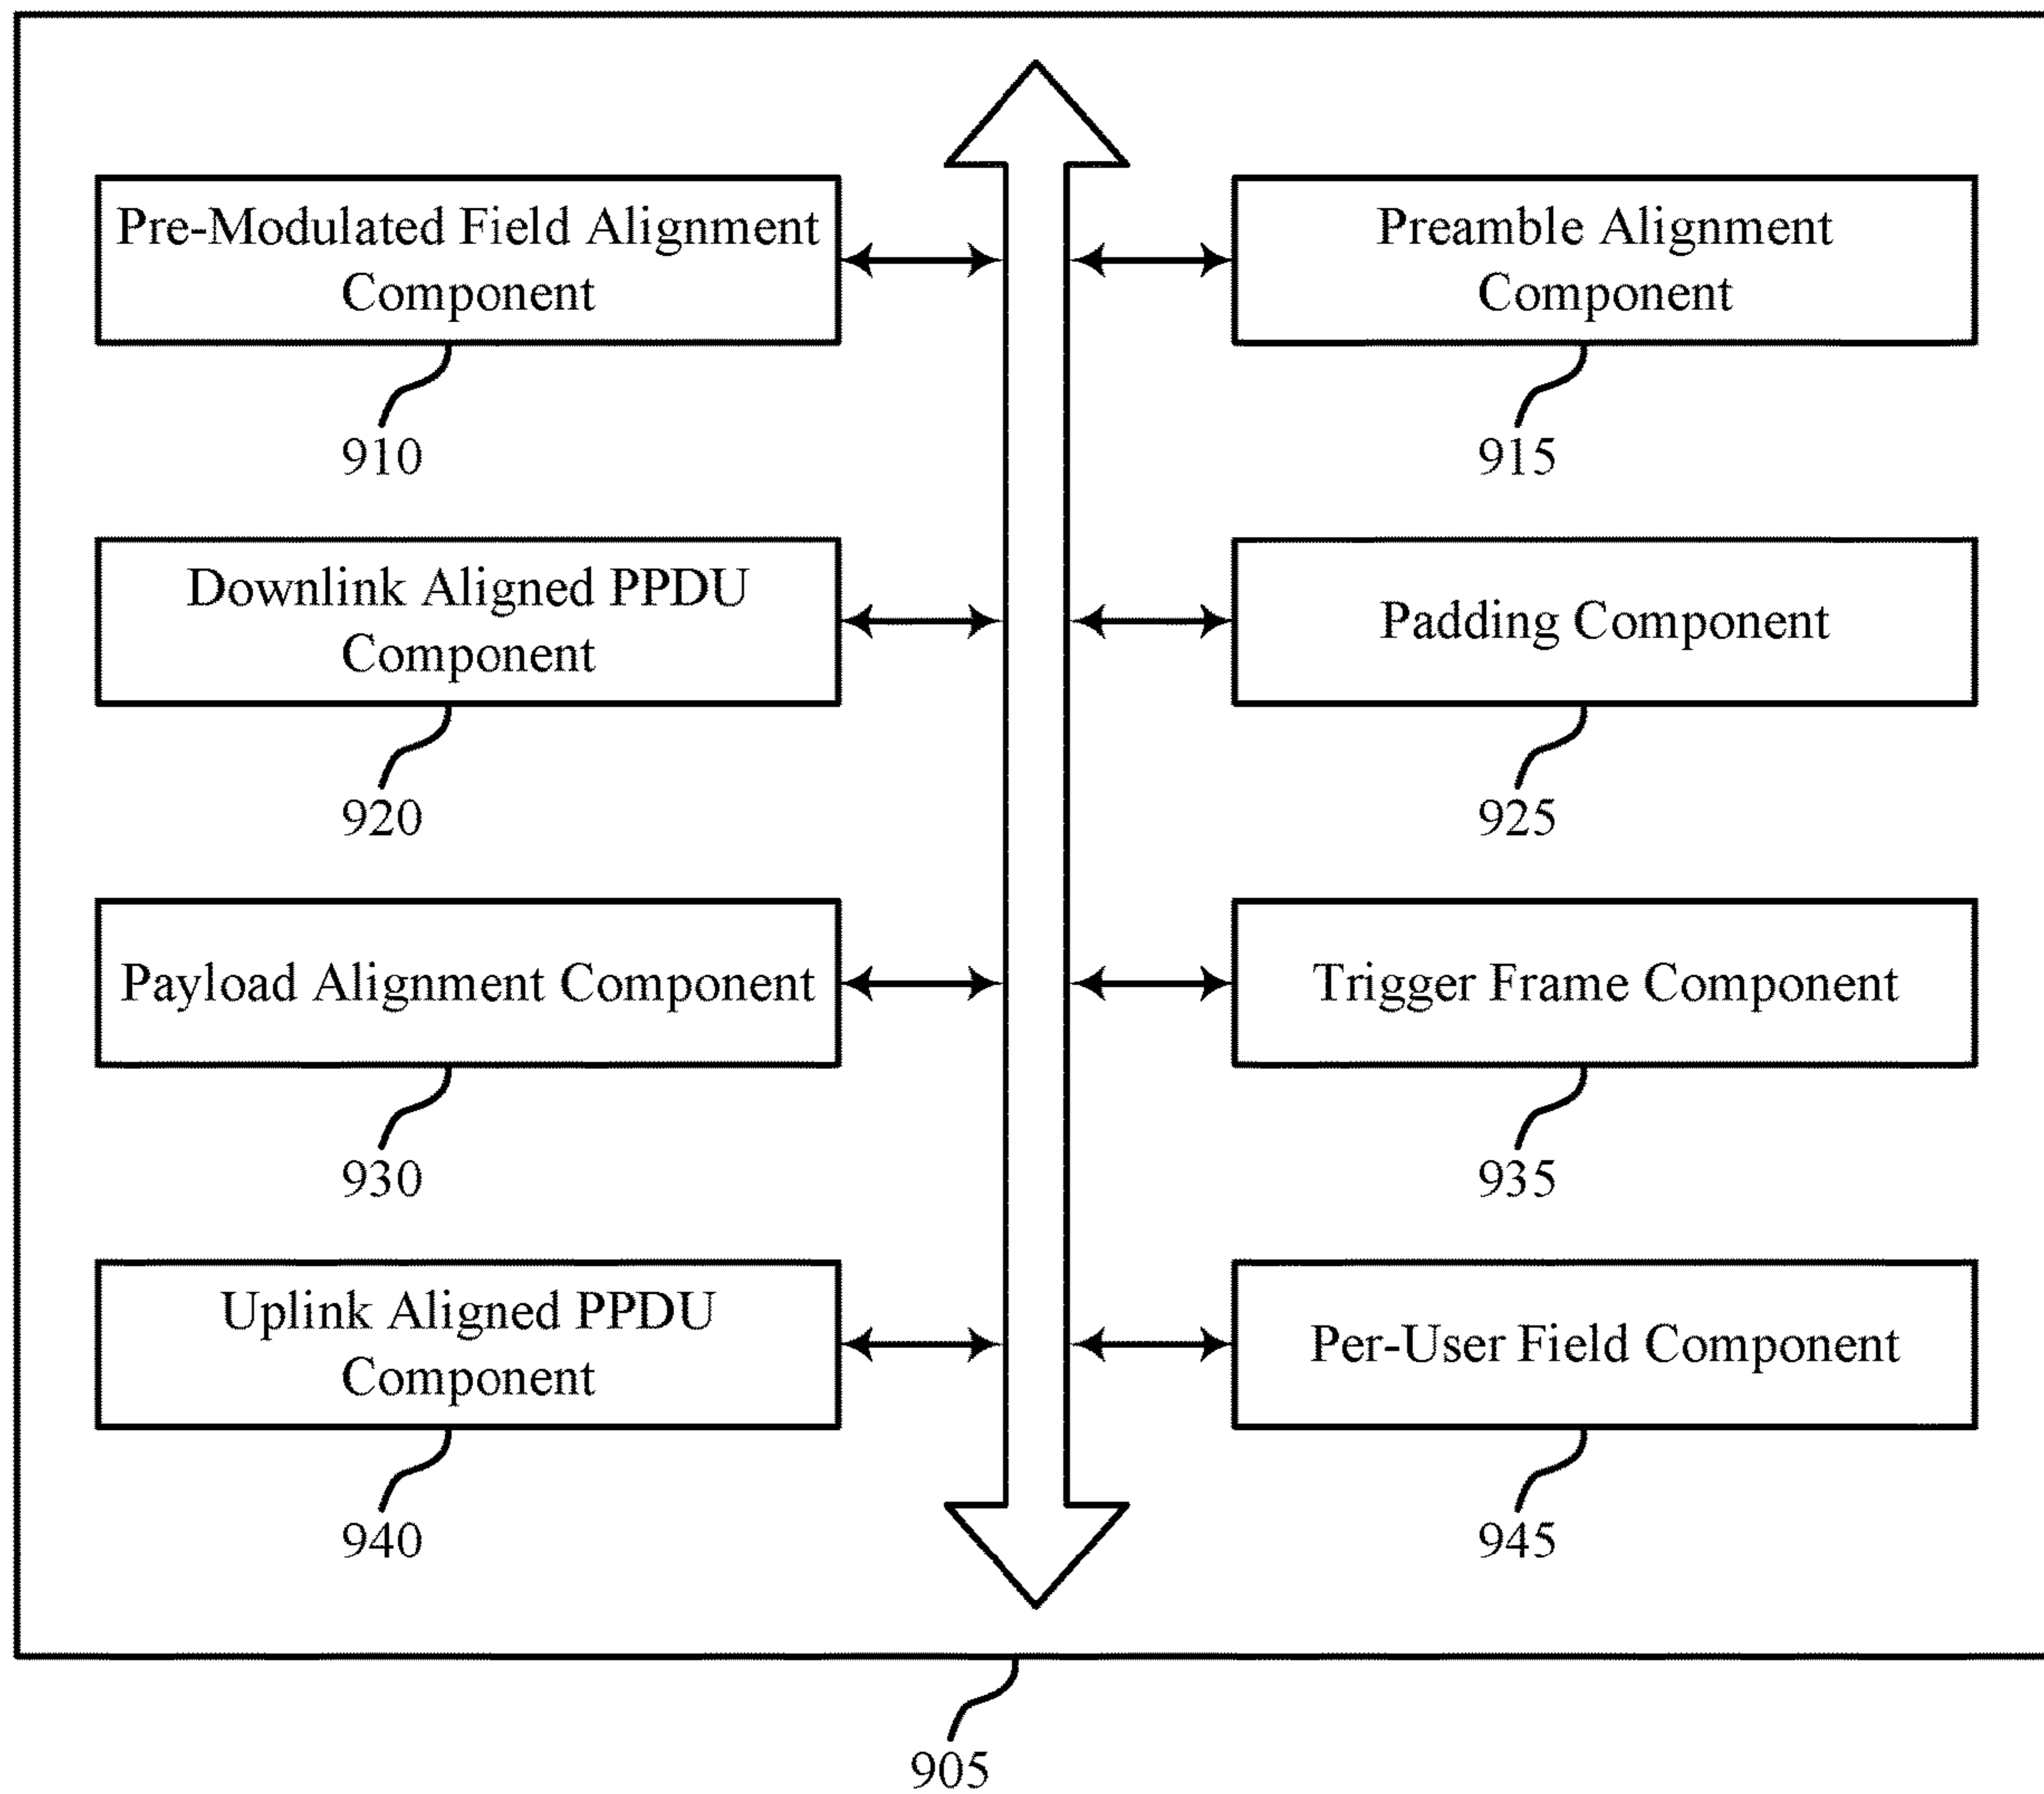 Pre-Modulated Field Alignment
Component
910
Preamble Alignment
Component
915
Downlink Aligned PPDU
Component
920
Padding Component
925
Payload Alignment Component
930
Trigger Frame Component
935
Uplink Aligned PPDU
Component
940
Per-User Field Component
945
905